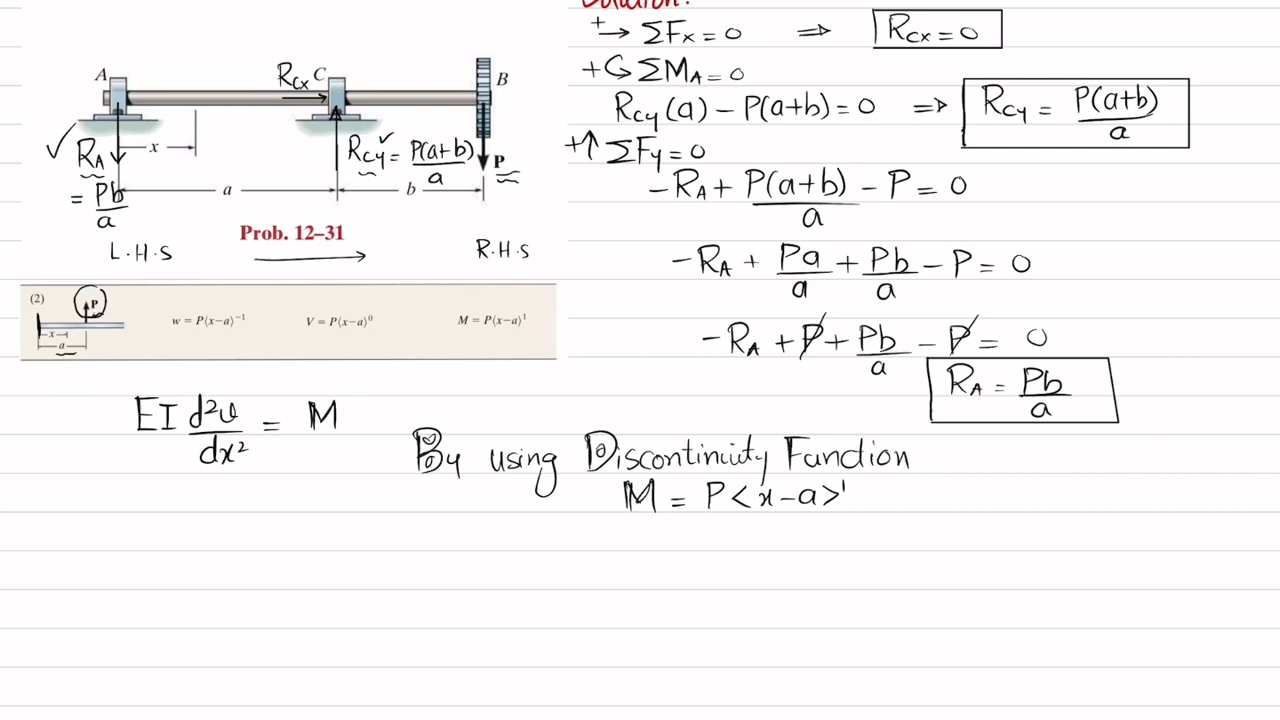 Solution:
+→ ΣFx = 0 ⇒ RCx = 0
+↺ ΣMA = 0
RCy (a) − P(a+b) = 0 ⇒ RCy = P(a+b)/a
+↑ ΣFy = 0
−RA + P(a+b)/a − P = 0
−RA + Pa/a + Pb/a − P = 0
−RA + P + Pb/a − P = 0
RA = Pb/a
A RCx C B
x
✓ RA = Pb/a
RCy = P(a+b)/a ✓
P
a b
Prob. 12–31
L.H.S → R.H.S
(2)
P
x
a
w = P⟨x−a⟩⁻¹ V = P⟨x−a⟩⁰ M = P⟨x−a⟩¹
EI d²v/dx² = M
By using Discontinuity Function
M = P<x−a>¹